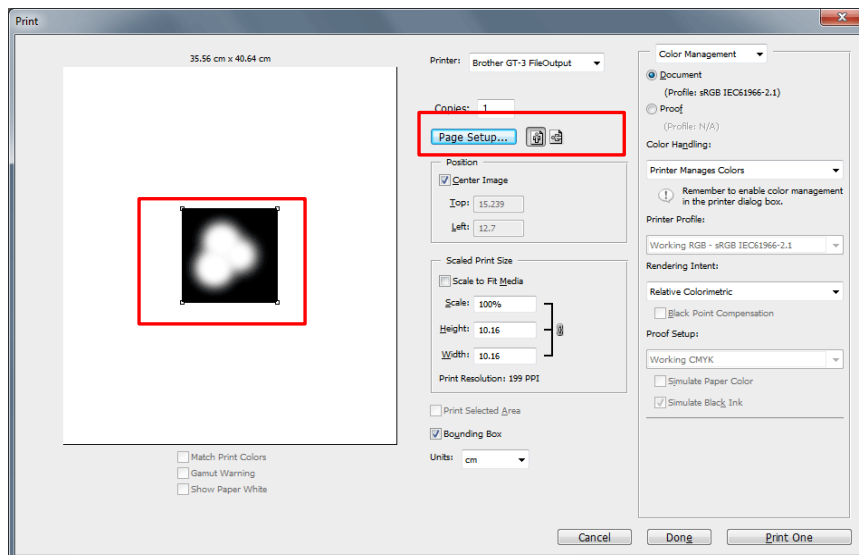 Print
35.56 cm x 40.64 cm
Match Print Colors
Gamut Warning
Show Paper White
Printer: Brother GT-3 FileOutput
Copies: 1
Page Setup...
Position
Center Image
Top: 15.239
Left: 12.7
Scaled Print Size
Scale to Fit Media
Scale: 100%
Height: 10.16
Width: 10.16
Print Resolution: 199 PPI
Print Selected Area
Bounding Box
Units: cm
Color Management
Document
(Profile: sRGB IEC61966-2.1)
Proof
(Profile: N/A)
Color Handling:
Printer Manages Colors
Remember to enable color management
in the printer dialog box.
Printer Profile:
Working RGB - sRGB IEC61966-2.1
Rendering Intent:
Relative Colorimetric
Black Point Compensation
Proof Setup:
Working CMYK
Simulate Paper Color
Simulate Black Ink
Cancel
Done
Print One